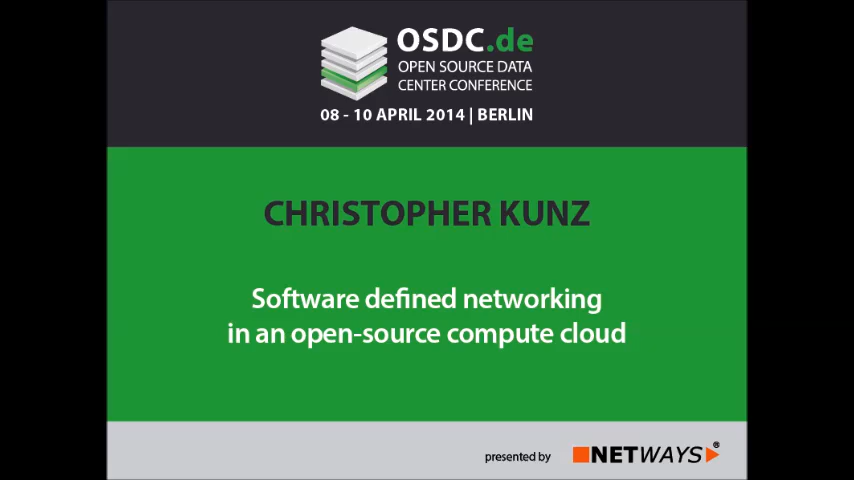 OSDC.de
OPEN SOURCE DATA
CENTER CONFERENCE
08 - 10 APRIL 2014 | BERLIN
CHRISTOPHER KUNZ
Software defined networking
in an open-source compute cloud
presented by NETWAYS®